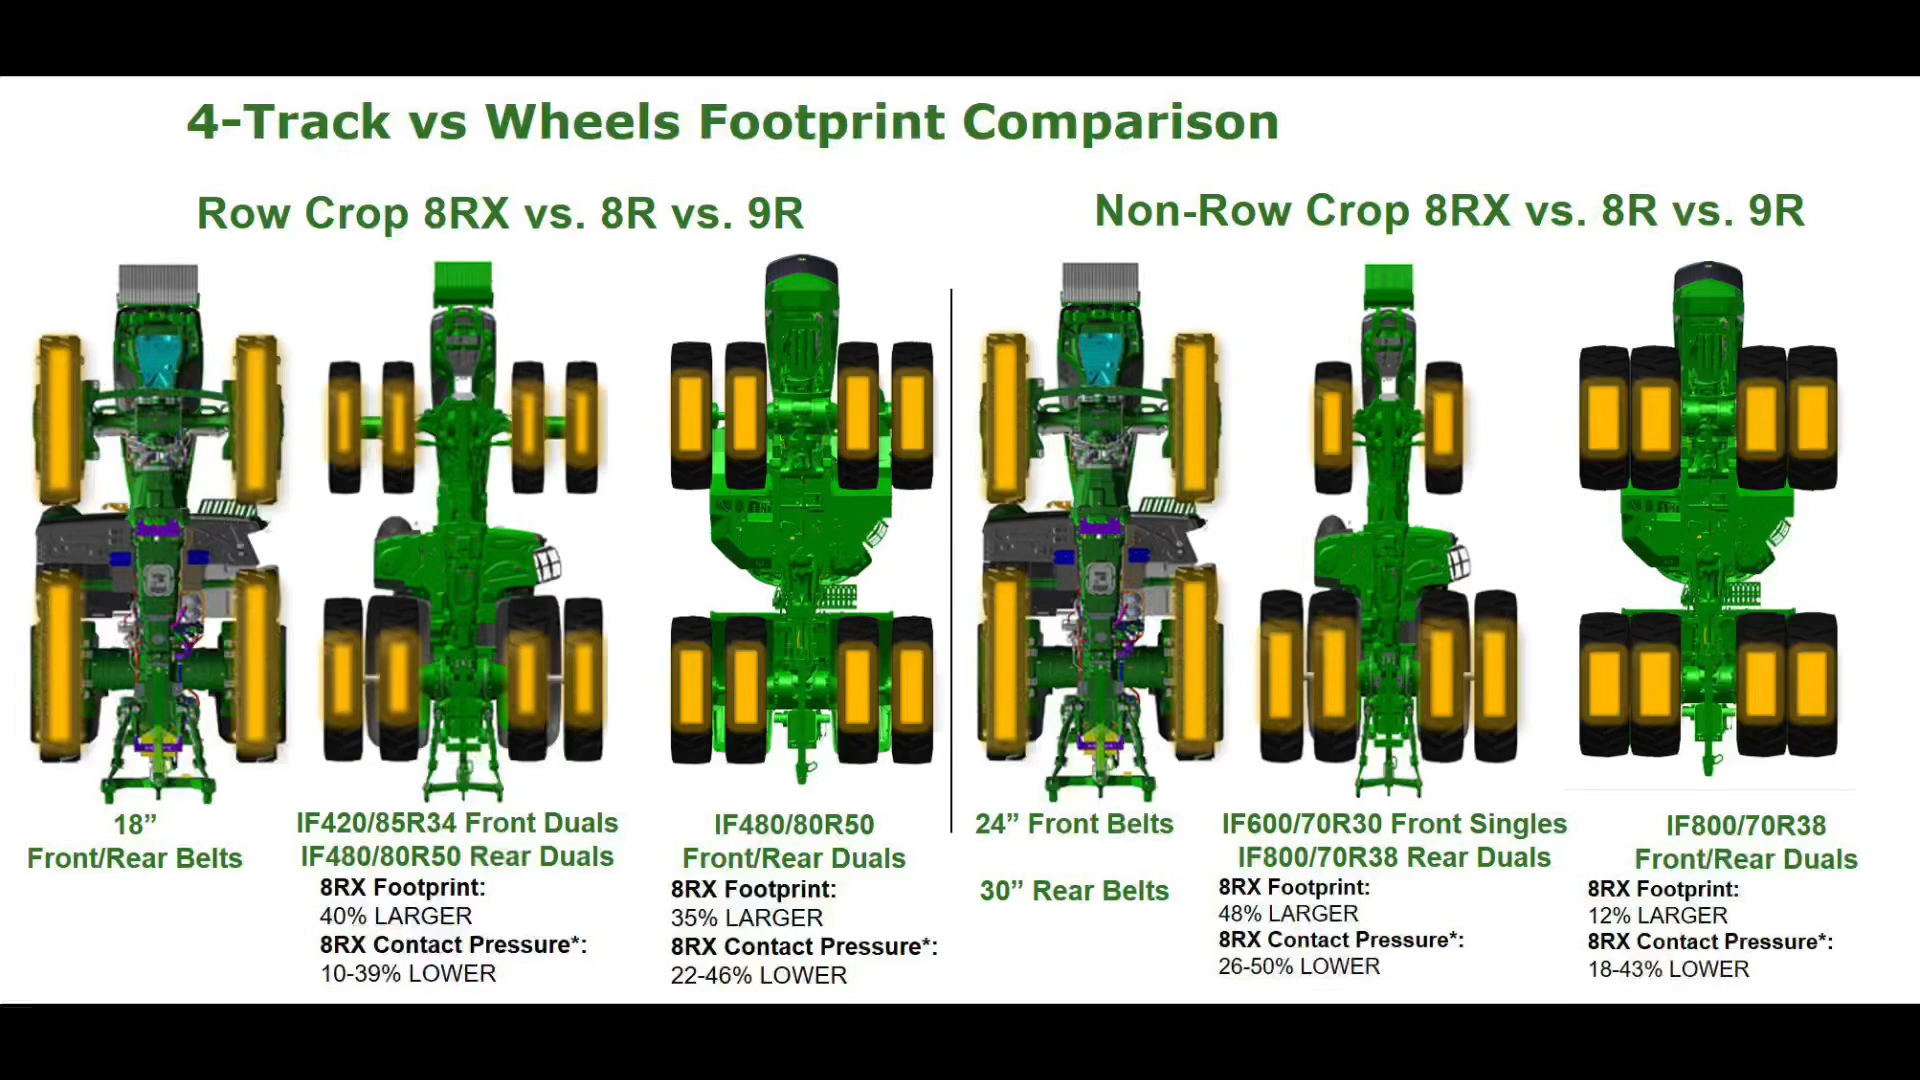 4-Track vs Wheels Footprint Comparison
Row Crop 8RX vs. 8R vs. 9R
18”
Front/Rear Belts
IF420/85R34 Front Duals
IF480/80R50 Rear Duals
8RX Footprint:
40% LARGER
8RX Contact Pressure*:
10-39% LOWER
IF480/80R50
Front/Rear Duals
8RX Footprint:
35% LARGER
8RX Contact Pressure*:
22-46% LOWER
Non-Row Crop 8RX vs. 8R vs. 9R
24” Front Belts
30” Rear Belts
IF600/70R30 Front Singles
IF800/70R38 Rear Duals
8RX Footprint:
48% LARGER
8RX Contact Pressure*:
26-50% LOWER
IF800/70R38
Front/Rear Duals
8RX Footprint:
12% LARGER
8RX Contact Pressure*:
18-43% LOWER